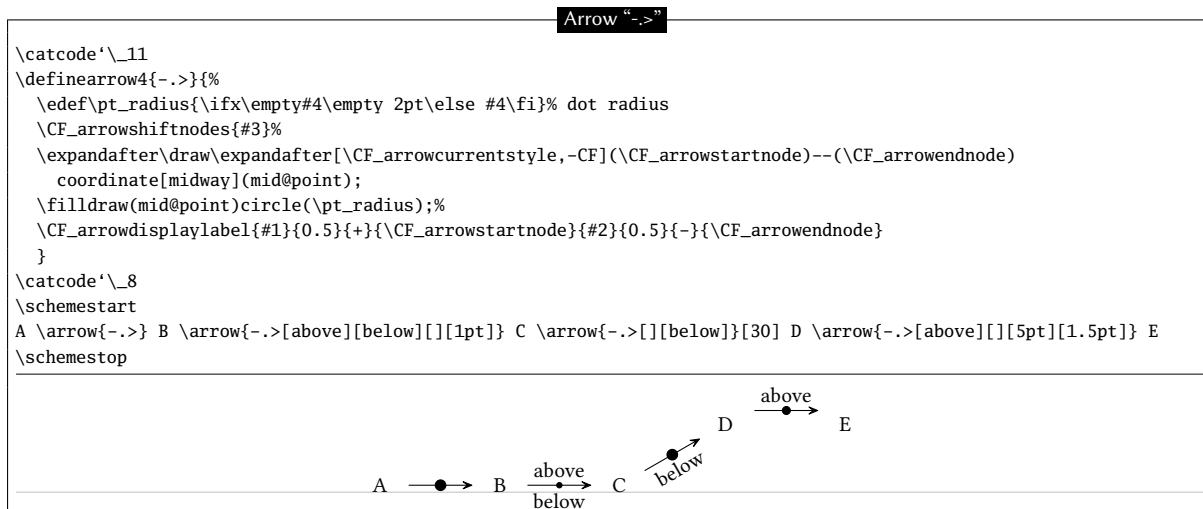 Arrow “-.>”
\catcode‘\_11
\definearrow4{-.>}{%
\edef\pt_radius{\ifx\empty#4\empty 2pt\else #4\fi}% dot radius
\CF_arrowshiftnodes{#3}%
\expandafter\draw\expandafter[\CF_arrowcurrentstyle,-CF](\CF_arrowstartnode)--(\CF_arrowendnode)
coordinate[midway](mid@point);
\filldraw(mid@point)circle(\pt_radius);%
\CF_arrowdisplaylabel{#1}{0.5}{+}{\CF_arrowstartnode}{#2}{0.5}{-}{\CF_arrowendnode}
}
\catcode‘\_8
\schemestart
A \arrow{-.>} B \arrow{-.>[above][below][][1pt]} C \arrow{-.>[][below]}[30] D \arrow{-.>[above][][5pt][1.5pt]} E
\schemestop
above
D E
below
above
A B C
below